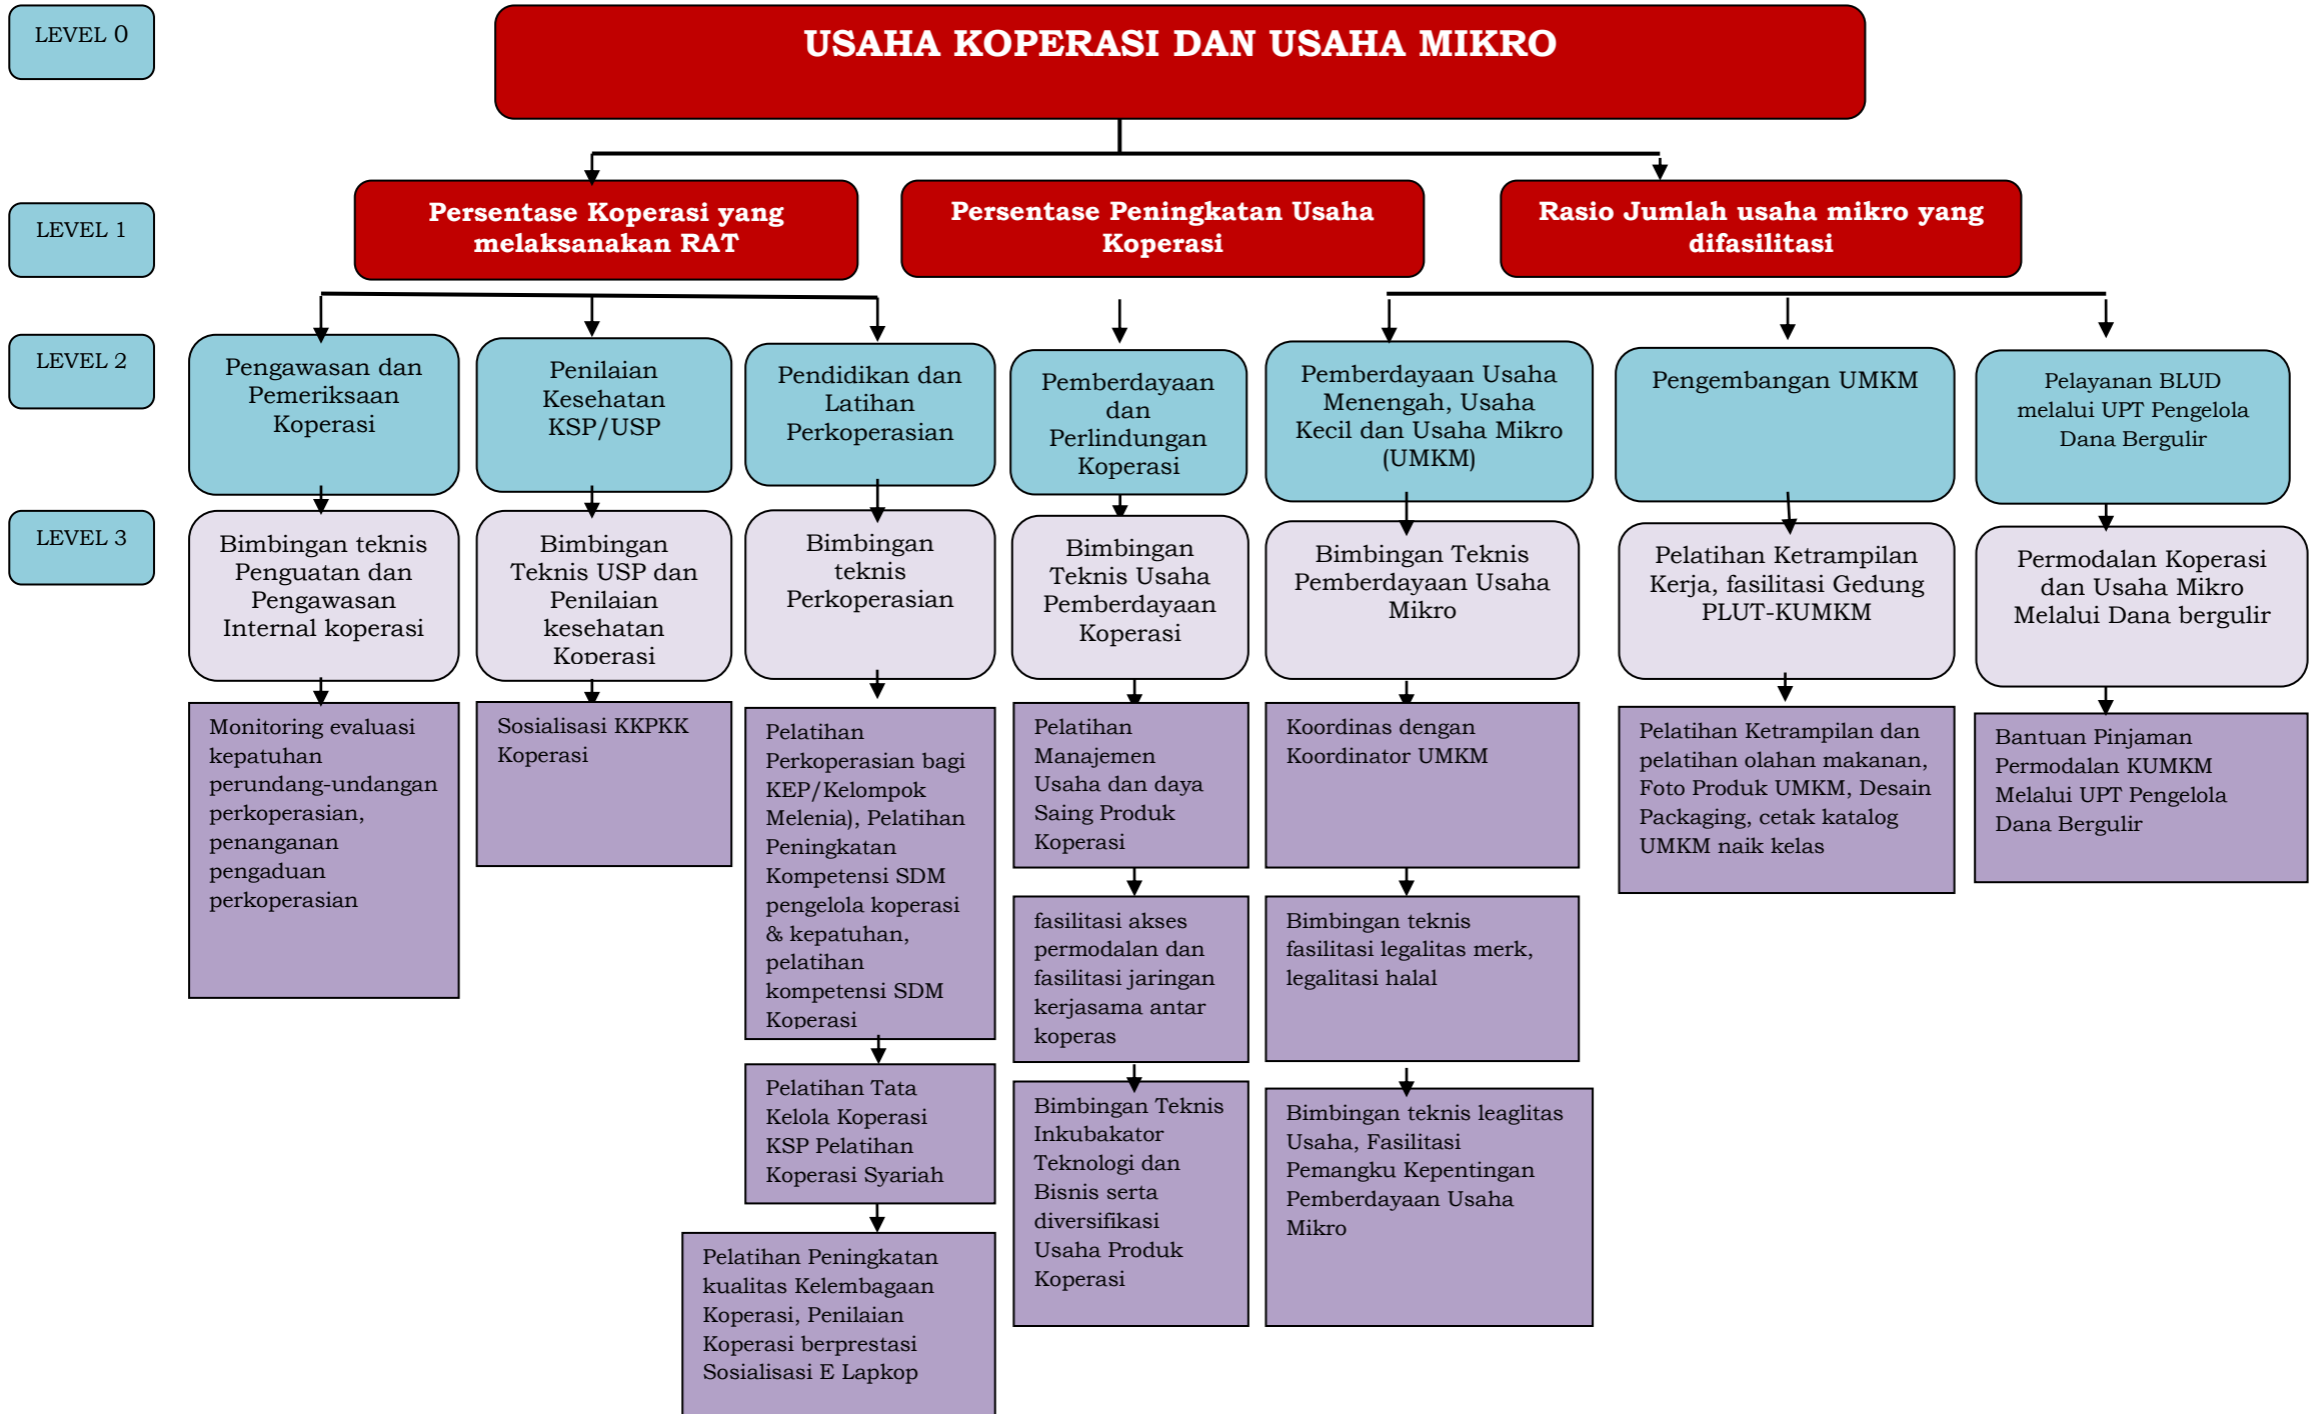 LEVEL 0
USAHA KOPERASI DAN USAHA MIKRO
LEVEL 1
Persentase Koperasi yang
melaksanakan RAT
Persentase Peningkatan Usaha
Koperasi
Rasio Jumlah usaha mikro yang
difasilitasi
LEVEL 2
Pengawasan dan
Pemeriksaan
Koperasi
Penilaian
Kesehatan
KSP/USP
Pendidikan dan
Latihan
Perkoperasian
Pemberdayaan
dan
Perlindungan
Koperasi
Pemberdayaan Usaha
Menengah, Usaha
Kecil dan Usaha Mikro
(UMKM)
Pengembangan UMKM
Pelayanan BLUD
melalui UPT Pengelola
Dana Bergulir
LEVEL 3
Bimbingan teknis
Penguatan dan
Pengawasan
Internal koperasi
Bimbingan
Teknis USP dan
Penilaian
kesehatan
Koperasi
Bimbingan
teknis
Perkoperasian
Bimbingan
Teknis Usaha
Pemberdayaan
Koperasi
Bimbingan Teknis
Pemberdayaan Usaha
Mikro
Pelatihan Ketrampilan
Kerja, fasilitasi Gedung
PLUT-KUMKM
Permodalan Koperasi
dan Usaha Mikro
Melalui Dana bergulir
Monitoring evaluasi
kepatuhan
perundang-undangan
perkoperasian,
penanganan
pengaduan
perkoperasian
Sosialisasi KKPKK
Koperasi
Pelatihan
Perkoperasian bagi
KEP/Kelompok
Melenia), Pelatihan
Peningkatan
Kompetensi SDM
pengelola koperasi
& kepatuhan,
pelatihan
kompetensi SDM
Koperasi
Pelatihan
Manajemen
Usaha dan daya
Saing Produk
Koperasi
Koordinas dengan
Koordinator UMKM
Pelatihan Ketrampilan dan
pelatihan olahan makanan,
Foto Produk UMKM, Desain
Packaging, cetak katalog
UMKM naik kelas
Bantuan Pinjaman
Permodalan KUMKM
Melalui UPT Pengelola
Dana Bergulir
fasilitasi akses
permodalan dan
fasilitasi jaringan
kerjasama antar
koperas
Bimbingan teknis
fasilitasi legalitas merk,
legalitasi halal
Pelatihan Tata
Kelola Koperasi
KSP Pelatihan
Koperasi Syariah
Bimbingan Teknis
Inkubakator
Teknologi dan
Bisnis serta
diversifikasi
Usaha Produk
Koperasi
Bimbingan teknis leaglitas
Usaha, Fasilitasi
Pemangku Kepentingan
Pemberdayaan Usaha
Mikro
Pelatihan Peningkatan
kualitas Kelembagaan
Koperasi, Penilaian
Koperasi berprestasi
Sosialisasi E Lapkop